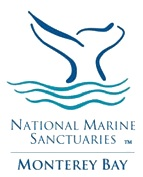 NATIONAL MARINE
SANCTUARIES ™
MONTEREY BAY